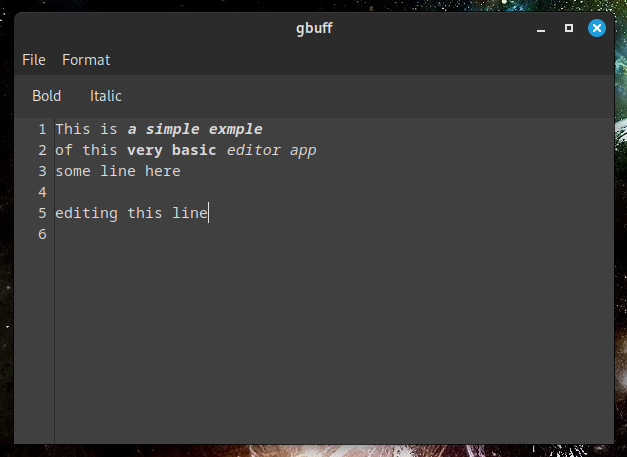 gbuff
File Format
Bold Italic
1 This is a simple exmple
2 of this very basic editor app
3 some line here
4
5 editing this line
6